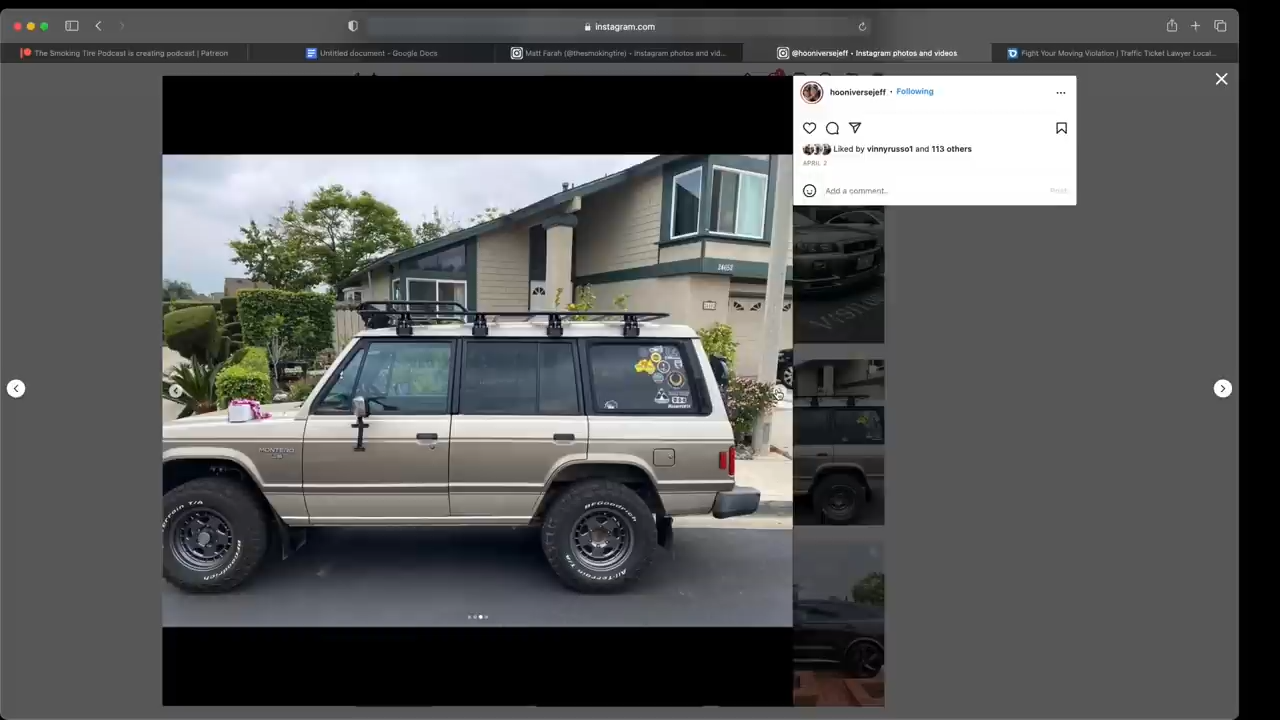 instagram.com
The Smoking Tire Podcast is creating podcast | Patreon
Untitled document - Google Docs
Matt Farah (@thesmokingtire) • Instagram photos and vid...
@hooniversejeff • Instagram photos and videos
Fight Your Moving Violation | Traffic Ticket Lawyer Local...
hooniversejeff • Following
Liked by vinnyrusso1 and 113 others
APRIL 2
Add a comment...
Post
24652
MONTERO
BFGoodrich
All-Terrain T/A
BFGoodrich